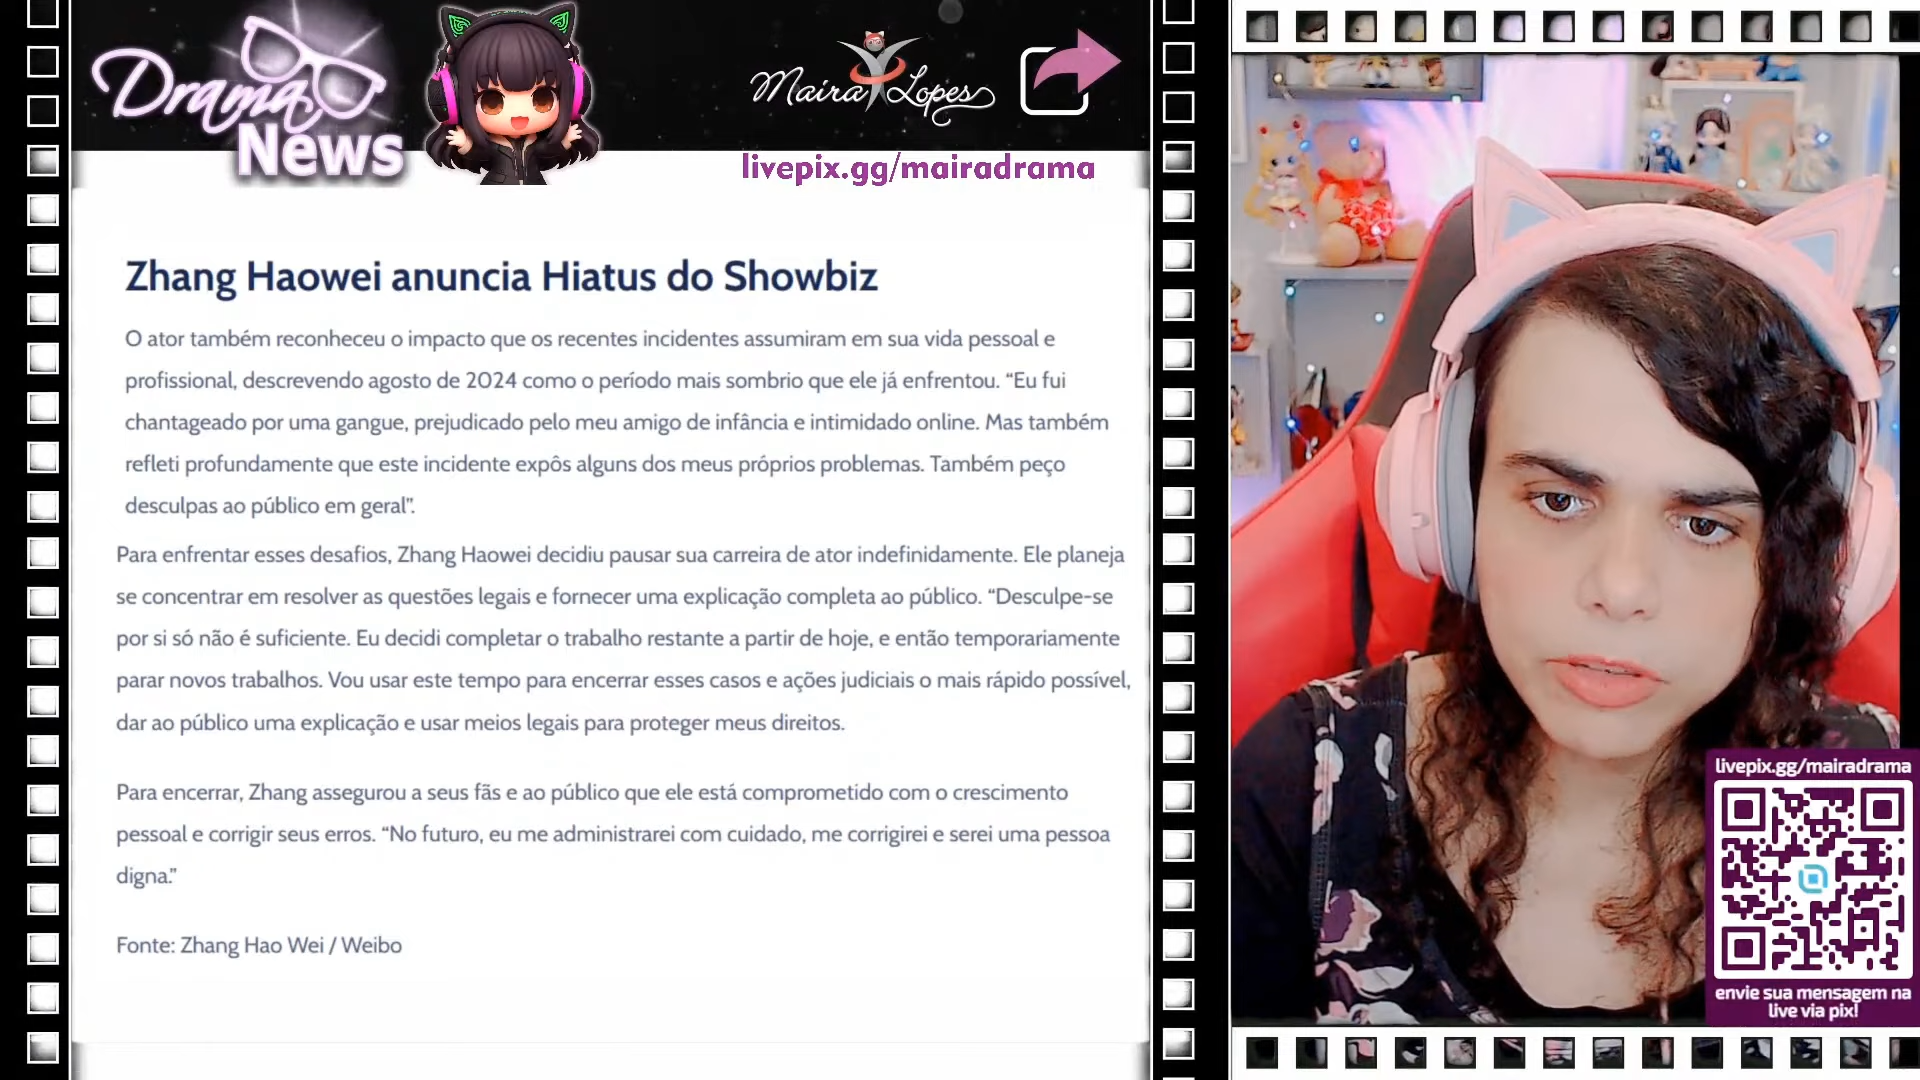 Drama
News
Maira Lopes
livepix.gg/mairadrama
Zhang Haowei anuncia Hiatus do Showbiz
O ator também reconheceu o impacto que os recentes incidentes assumiram em sua vida pessoal e
profissional, descrevendo agosto de 2024 como o período mais sombrio que ele já enfrentou. “Eu fui
chantageado por uma gangue, prejudicado pelo meu amigo de infância e intimidado online. Mas também
refleti profundamente que este incidente expôs alguns dos meus próprios problemas. Também peço
desculpas ao público em geral”.
Para enfrentar esses desafios, Zhang Haowei decidiu pausar sua carreira de ator indefinidamente. Ele planeja
se concentrar em resolver as questões legais e fornecer uma explicação completa ao público. “Desculpe-se
por si só não é suficiente. Eu decidi completar o trabalho restante a partir de hoje, e então temporariamente
parar novos trabalhos. Vou usar este tempo para encerrar esses casos e ações judiciais o mais rápido possível,
dar ao público uma explicação e usar meios legais para proteger meus direitos.
Para encerrar, Zhang assegurou a seus fãs e ao público que ele está comprometido com o crescimento
pessoal e corrigir seus erros. “No futuro, eu me administrarei com cuidado, me corrigirei e serei uma pessoa
digna.”
Fonte: Zhang Hao Wei / Weibo
livepix.gg/mairadrama
envie sua mensagem na
live via pix!